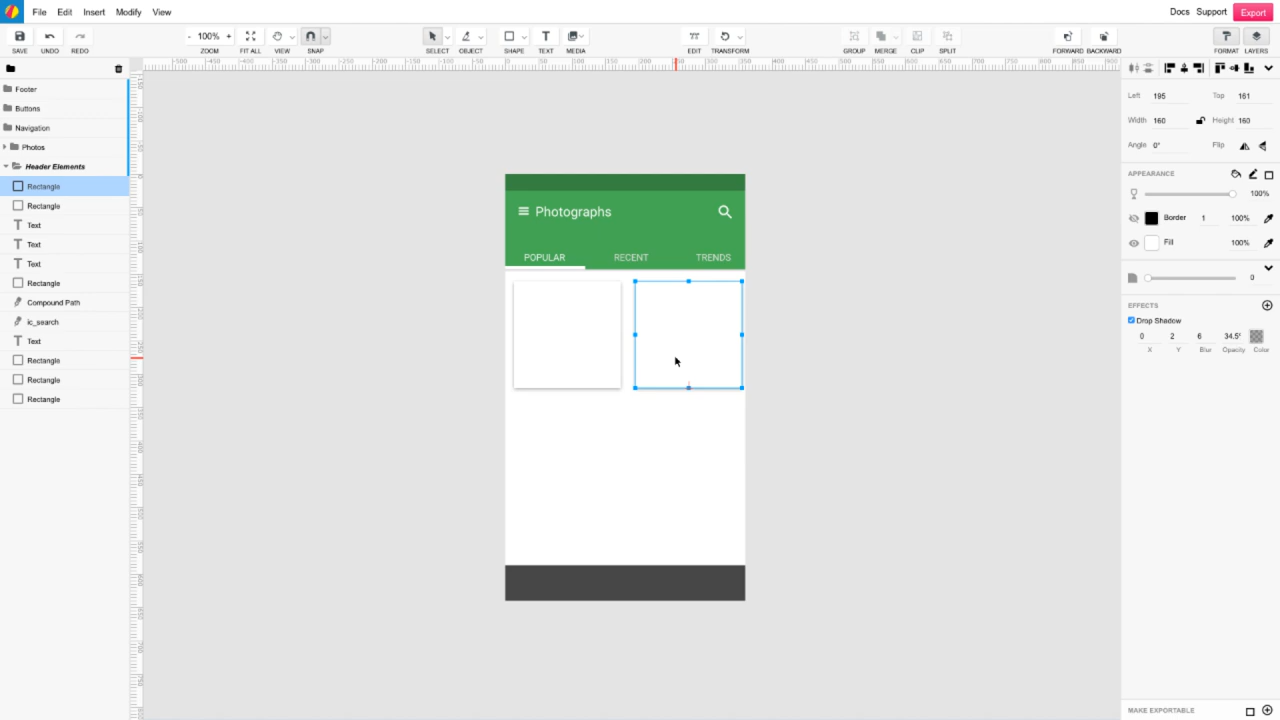 File Edit Insert Modify View Docs Support Export
- 100% +
SAVE UNDO REDO ZOOM FIT ALL VIEW SNAP SELECT OBJECT SHAPE TEXT MEDIA EDIT TRANSFORM GROUP MERGE CLIP SPLIT FORWARD BACKWARD FORMAT LAYERS
Footer
Buttons
Navigation
Photos
Header Elements
Rectangle
Rectangle
Text
Text
Text
Rectangle
Compound Path
ic_search
Text
Rectangle
Rectangle
Rectangle
Photographs
POPULAR RECENT TRENDS
Left 195 Top 161
Width 160 Height 160
Angle 0° Flip
APPEARANCE
100%
Border 1 100%
Fill 100%
0
EFFECTS
Drop Shadow
0 2 6 34.5°
X Y Blur Opacity Color
MAKE EXPORTABLE